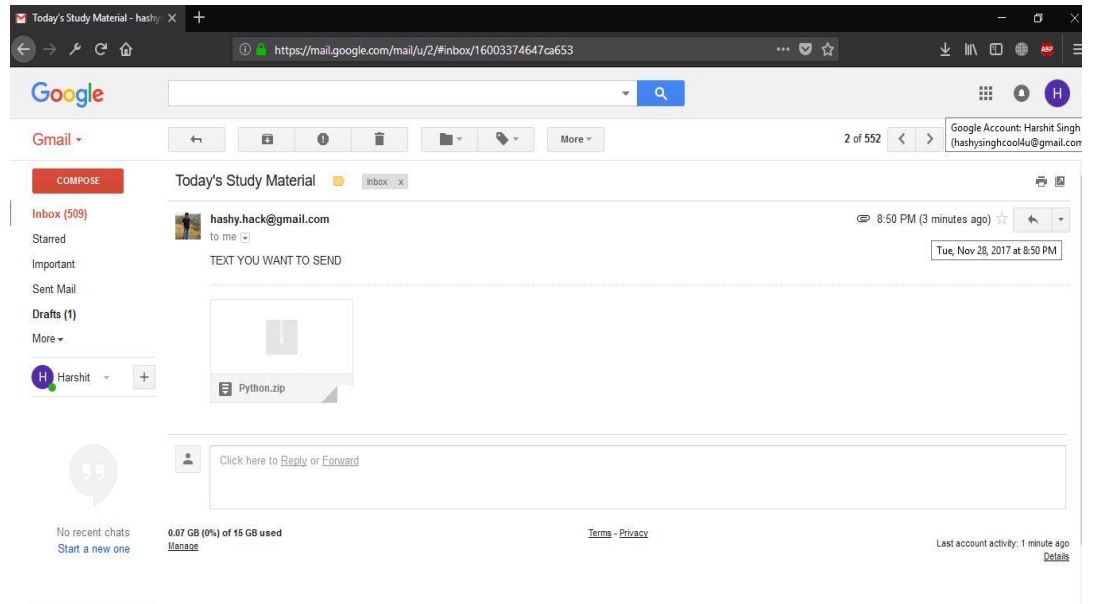 Today's Study Material - hashy
https://mail.google.com/mail/u/2/#inbox/16003374647ca653
ABP
Google
H
Gmail
More
2 of 552
Google Account: Harshit Singh
(hashysinghcool4u@gmail.com
COMPOSE
Today's Study Material
Inbox x
Inbox (509)
hashy.hack@gmail.com
8:50 PM (3 minutes ago)
Starred
to me
Tue, Nov 28, 2017 at 8:50 PM
Important
TEXT YOU WANT TO SEND
Sent Mail
Drafts (1)
More
H Harshit +
Python.zip
Click here to Reply or Forward
No recent chats
Start a new one
0.07 GB (0%) of 15 GB used
Manage
Terms - Privacy
Last account activity: 1 minute ago
Details